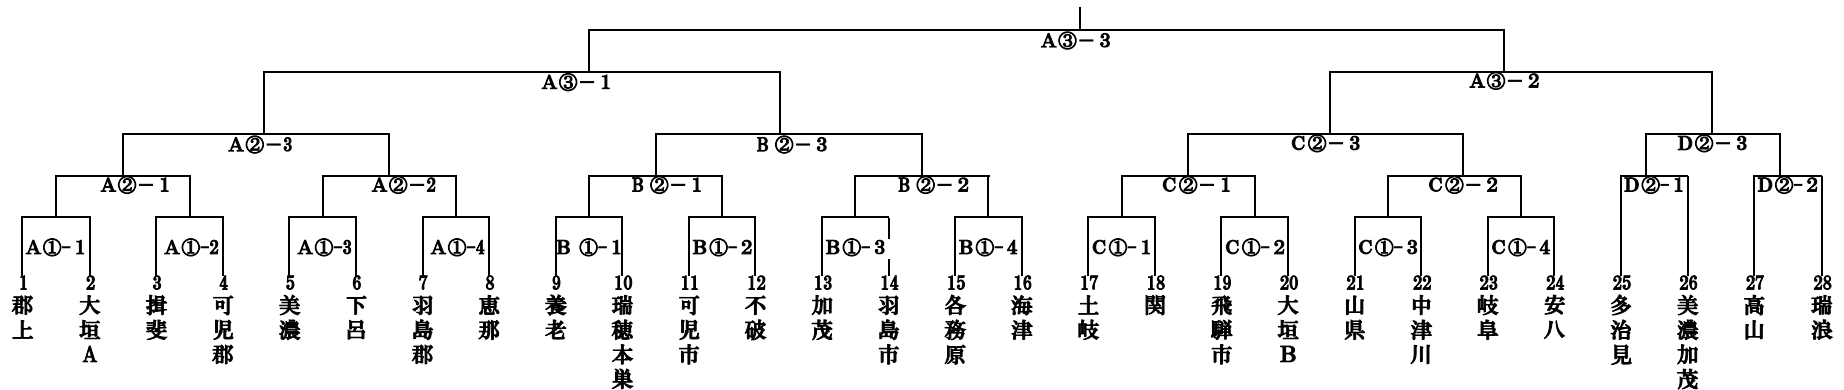 A③－3
A③－1
A③－2
A②－3
B②－3
C②－3
D②－3
A②－1
A②－2
B②－1
B②－2
C②－1
C②－2
D②-1
D②-2
A①-1
A①-2
A①-3
A①-4
B①-1
B①-2
B①-3
B①-4
C①-1
C①-2
C①-3
C①-4
1
郡上
2
大垣A
3
揖斐
4
可児郡
5
美濃
6
下呂
7
羽島郡
8
恵那
9
養老
10
瑞穂本巣
11
可児市
12
不破
13
加茂
14
羽島市
15
各務原
16
海津
17
土岐
18
関
19
飛騨市
20
大垣B
21
山県
22
中津川
23
岐阜
24
安八
25
多治見
26
美濃加茂
27
高山
28
瑞浪